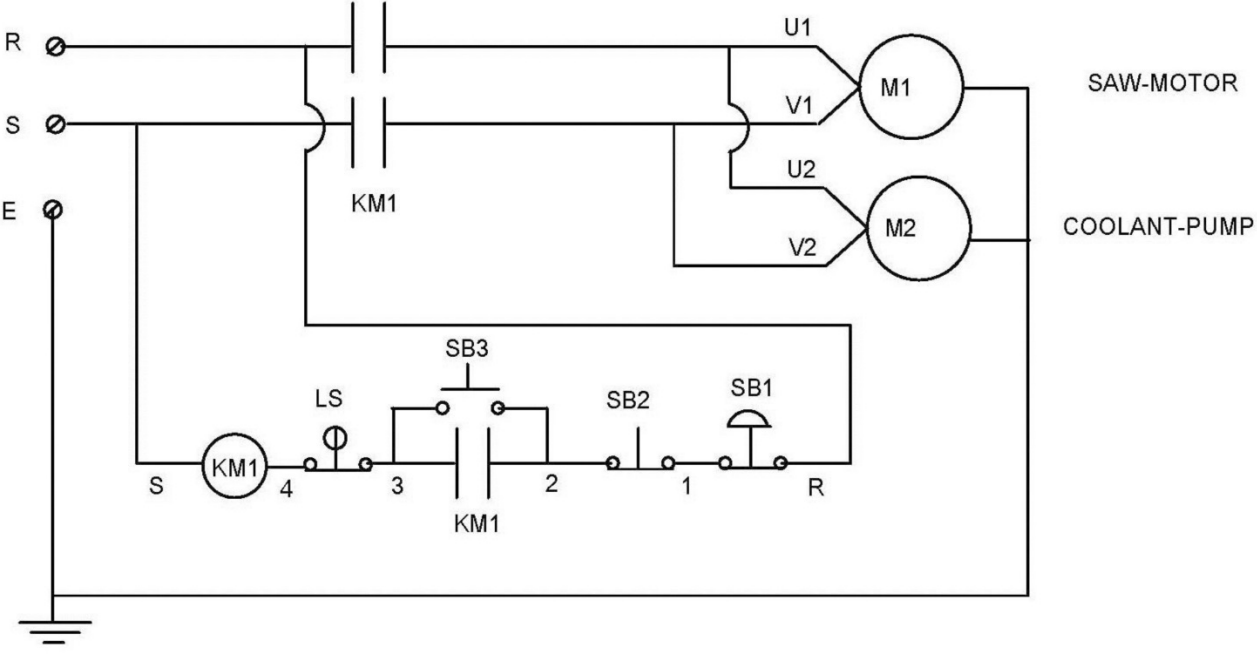 R
U1
M1
SAW-MOTOR
S
V1
KM1
U2
E
M2
COOLANT-PUMP
V2
SB3
LS
SB2
SB1
KM1
S
4
3
2
1
R
KM1